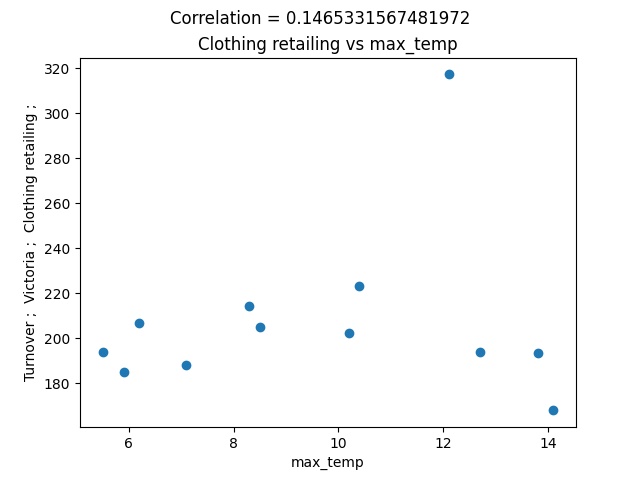 Correlation = 0.1465331567481972
Clothing retailing vs max_temp
Turnover ;  Victoria ;  Clothing retailing ;
320
300
280
260
240
220
200
180
6 8 10 12 14
max_temp